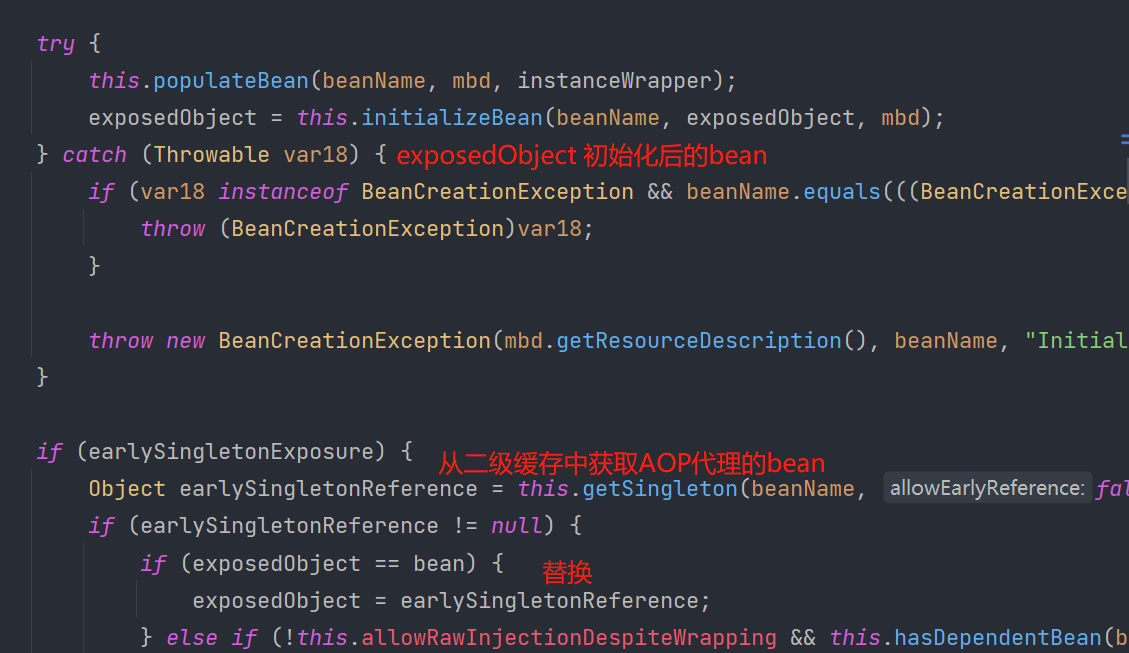 try {
this.populateBean(beanName, mbd, instanceWrapper);
exposedObject = this.initializeBean(beanName, exposedObject, mbd);
} catch (Throwable var18) { exposedObject 初始化后的bean
if (var18 instanceof BeanCreationException && beanName.equals(((BeanCreationExce
throw (BeanCreationException)var18;
}
throw new BeanCreationException(mbd.getResourceDescription(), beanName, "Initial
}
if (earlySingletonExposure) { 从二级缓存中获取AOP代理的bean
Object earlySingletonReference = this.getSingleton(beanName, allowEarlyReference: fal
if (earlySingletonReference != null) {
if (exposedObject == bean) { 替换
exposedObject = earlySingletonReference;
} else if (!this.allowRawInjectionDespiteWrapping && this.hasDependentBean(b